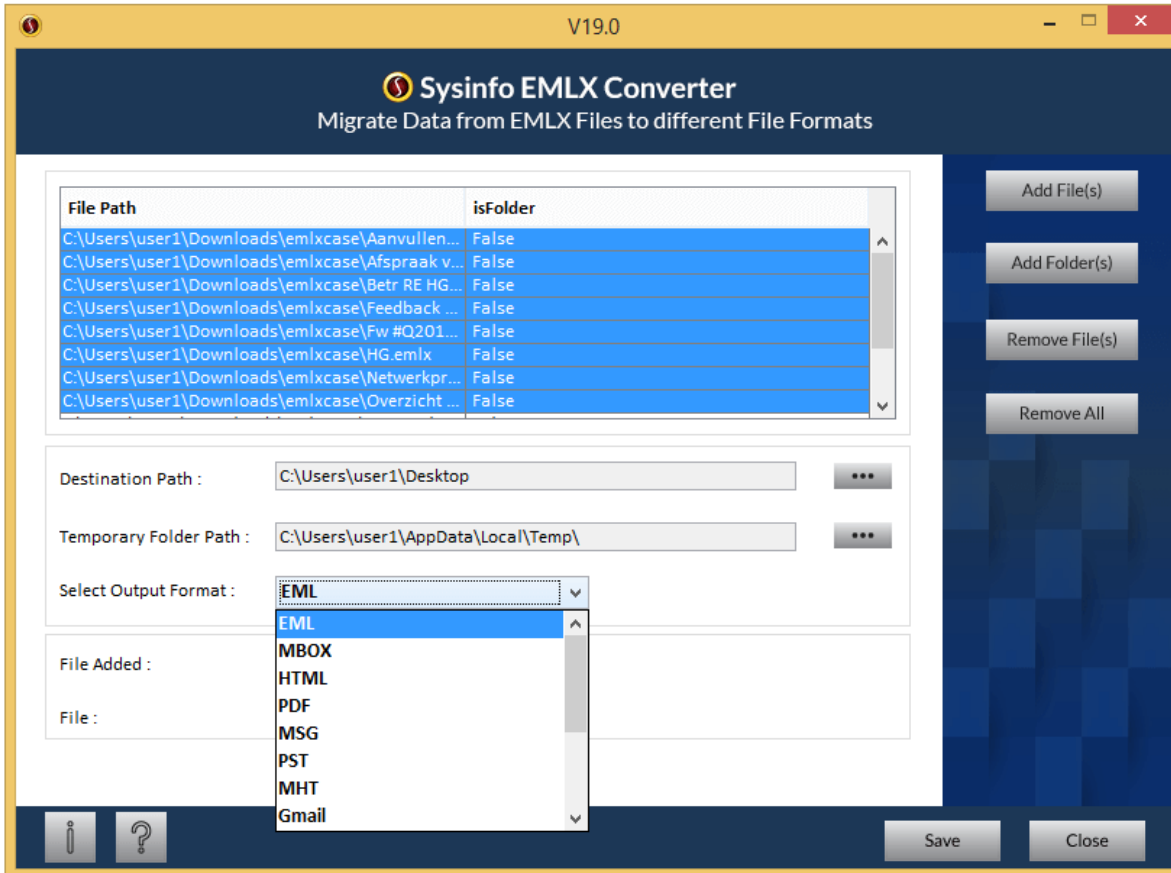 V19.0
Sysinfo EMLX Converter
Migrate Data from EMLX Files to different File Formats
File Path isFolder
C:\Users\user1\Downloads\emlxcase\Aanvullen... False
C:\Users\user1\Downloads\emlxcase\Afspraak v... False
C:\Users\user1\Downloads\emlxcase\Betr RE HG... False
C:\Users\user1\Downloads\emlxcase\Feedback ... False
C:\Users\user1\Downloads\emlxcase\Fw #Q201... False
C:\Users\user1\Downloads\emlxcase\HG.emlx False
C:\Users\user1\Downloads\emlxcase\Netwerkpr... False
C:\Users\user1\Downloads\emlxcase\Overzicht ... False
Add File(s)
Add Folder(s)
Remove File(s)
Remove All
Destination Path : C:\Users\user1\Desktop
Temporary Folder Path : C:\Users\user1\AppData\Local\Temp\
Select Output Format : EML
EML
MBOX
HTML
PDF
MSG
PST
MHT
Gmail
File Added :
File :
Save Close